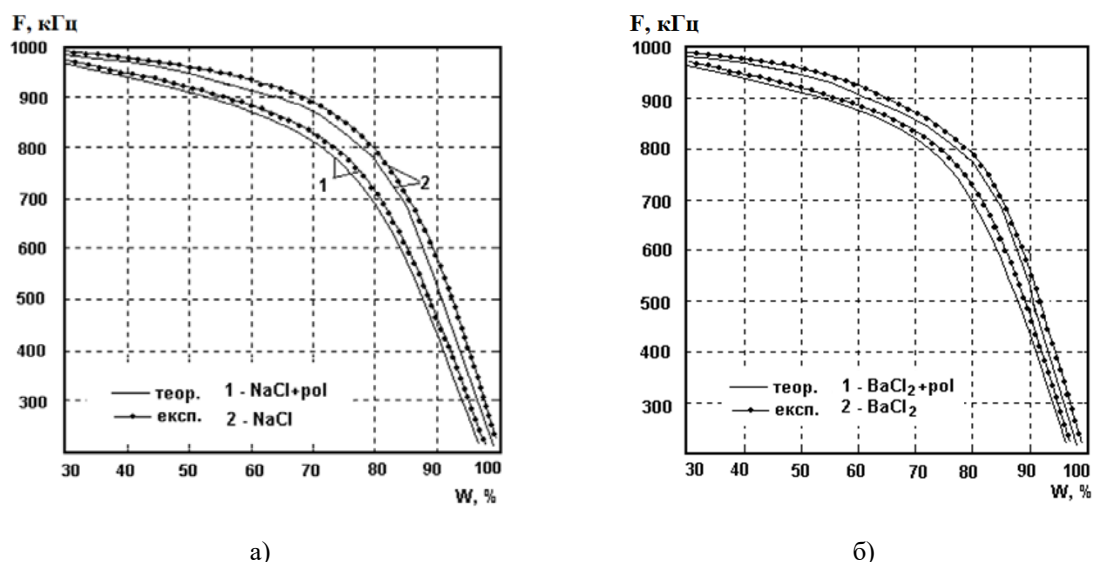 F, кГц
1000
900
800
700
600
500
400
300
1
2
теор. 1 - NaCl+pol
експ. 2 - NaCl
30 40 50 60 70 80 90 100
W, %
а)
F, кГц
1000
900
800
700
600
500
400
300
теор. 1 - BaCl₂+pol
експ. 2 - BaCl₂
30 40 50 60 70 80 90 100
W, %
б)